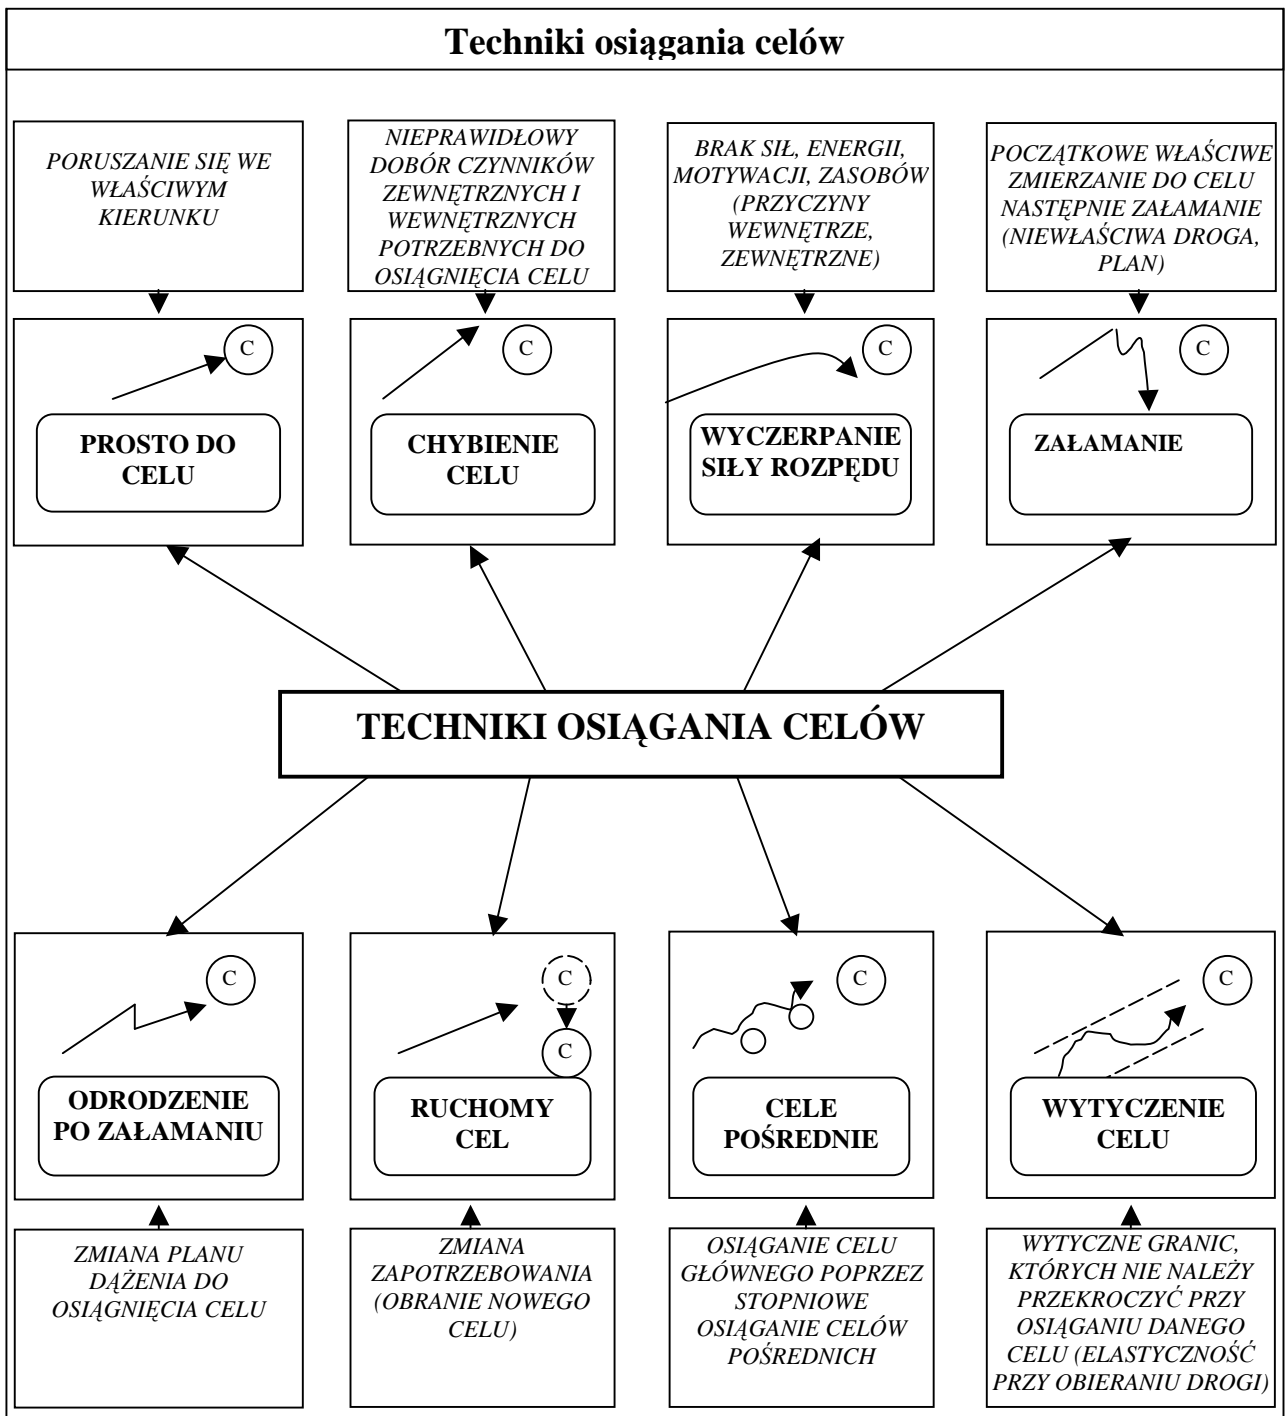 Techniki osiągania celów
PORUSZANIE SIĘ WE
WŁAŚCIWYM
KIERUNKU
NIEPRAWIDŁOWY
DOBÓR CZYNNIKÓW
ZEWNĘTRZNYCH I
WEWNĘTRZNYCH
POTRZEBNYCH DO
OSIĄGNIĘCIA CELU
BRAK SIŁ, ENERGII,
MOTYWACJI, ZASOBÓW
(PRZYCZYNY
WEWNĘTRZE,
ZEWNĘTRZNE)
POCZĄTKOWE WŁAŚCIWE
ZMIERZANIE DO CELU
NASTĘPNIE ZAŁAMANIE
(NIEWŁAŚCIWA DROGA,
PLAN)
C
PROSTO DO
CELU
C
CHYBIENIE
CELU
C
WYCZERPANIE
SIŁY ROZPĘDU
C
ZAŁAMANIE
TECHNIKI OSIĄGANIA CELÓW
C
ODRODZENIE
PO ZAŁAMANIU
C
C
RUCHOMY
CEL
C
CELE
POŚREDNIE
C
WYTYCZENIE
CELU
ZMIANA PLANU
DĄŻENIA DO
OSIĄGNIĘCIA CELU
ZMIANA
ZAPOTRZEBOWANIA
(OBRANIE NOWEGO
CELU)
OSIĄGANIE CELU
GŁÓWNEGO POPRZEZ
STOPNIOWE
OSIĄGANIE CELÓW
POŚREDNICH
WYTYCZNE GRANIC,
KTÓRYCH NIE NALEŻY
PRZEKROCZYĆ PRZY
OSIĄGANIU DANEGO
CELU (ELASTYCZNOŚĆ
PRZY OBIERANIU DROGI)